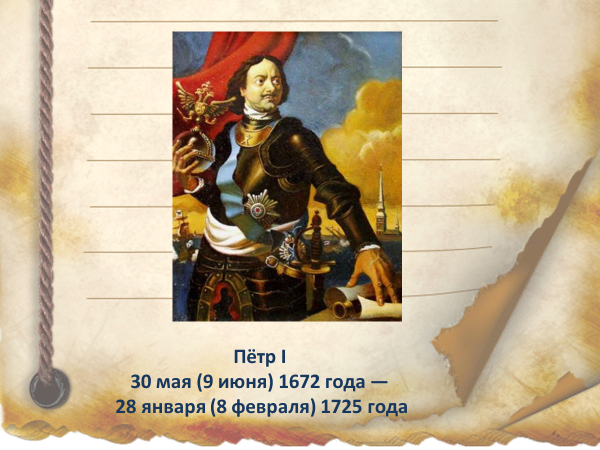 Пётр I
30 мая (9 июня) 1672 года —
28 января (8 февраля) 1725 года